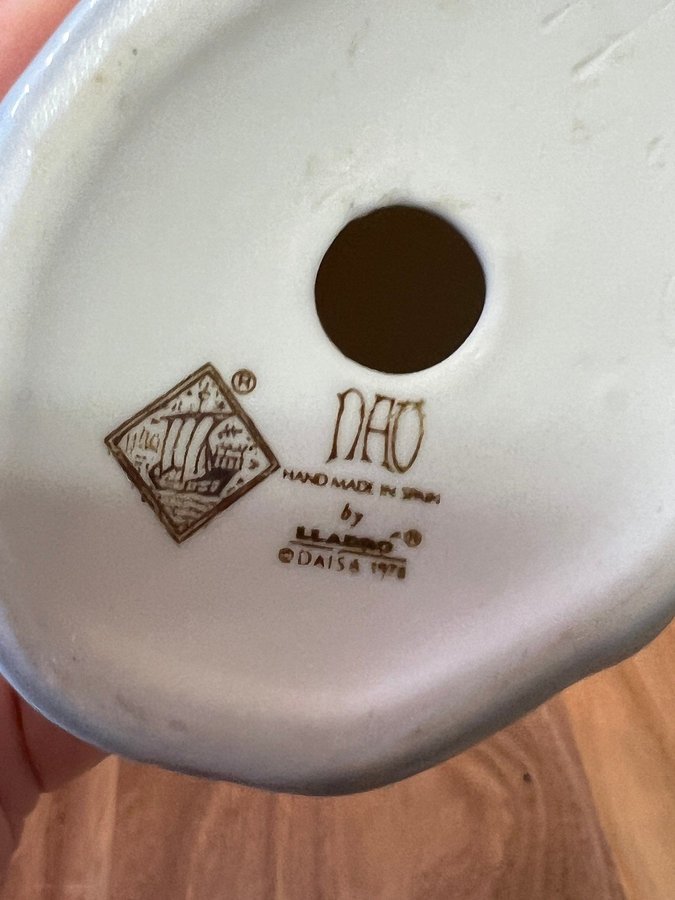 ®
NAO
HAND MADE IN SPAIN
by
LLADRO ®
© DAISA 1978